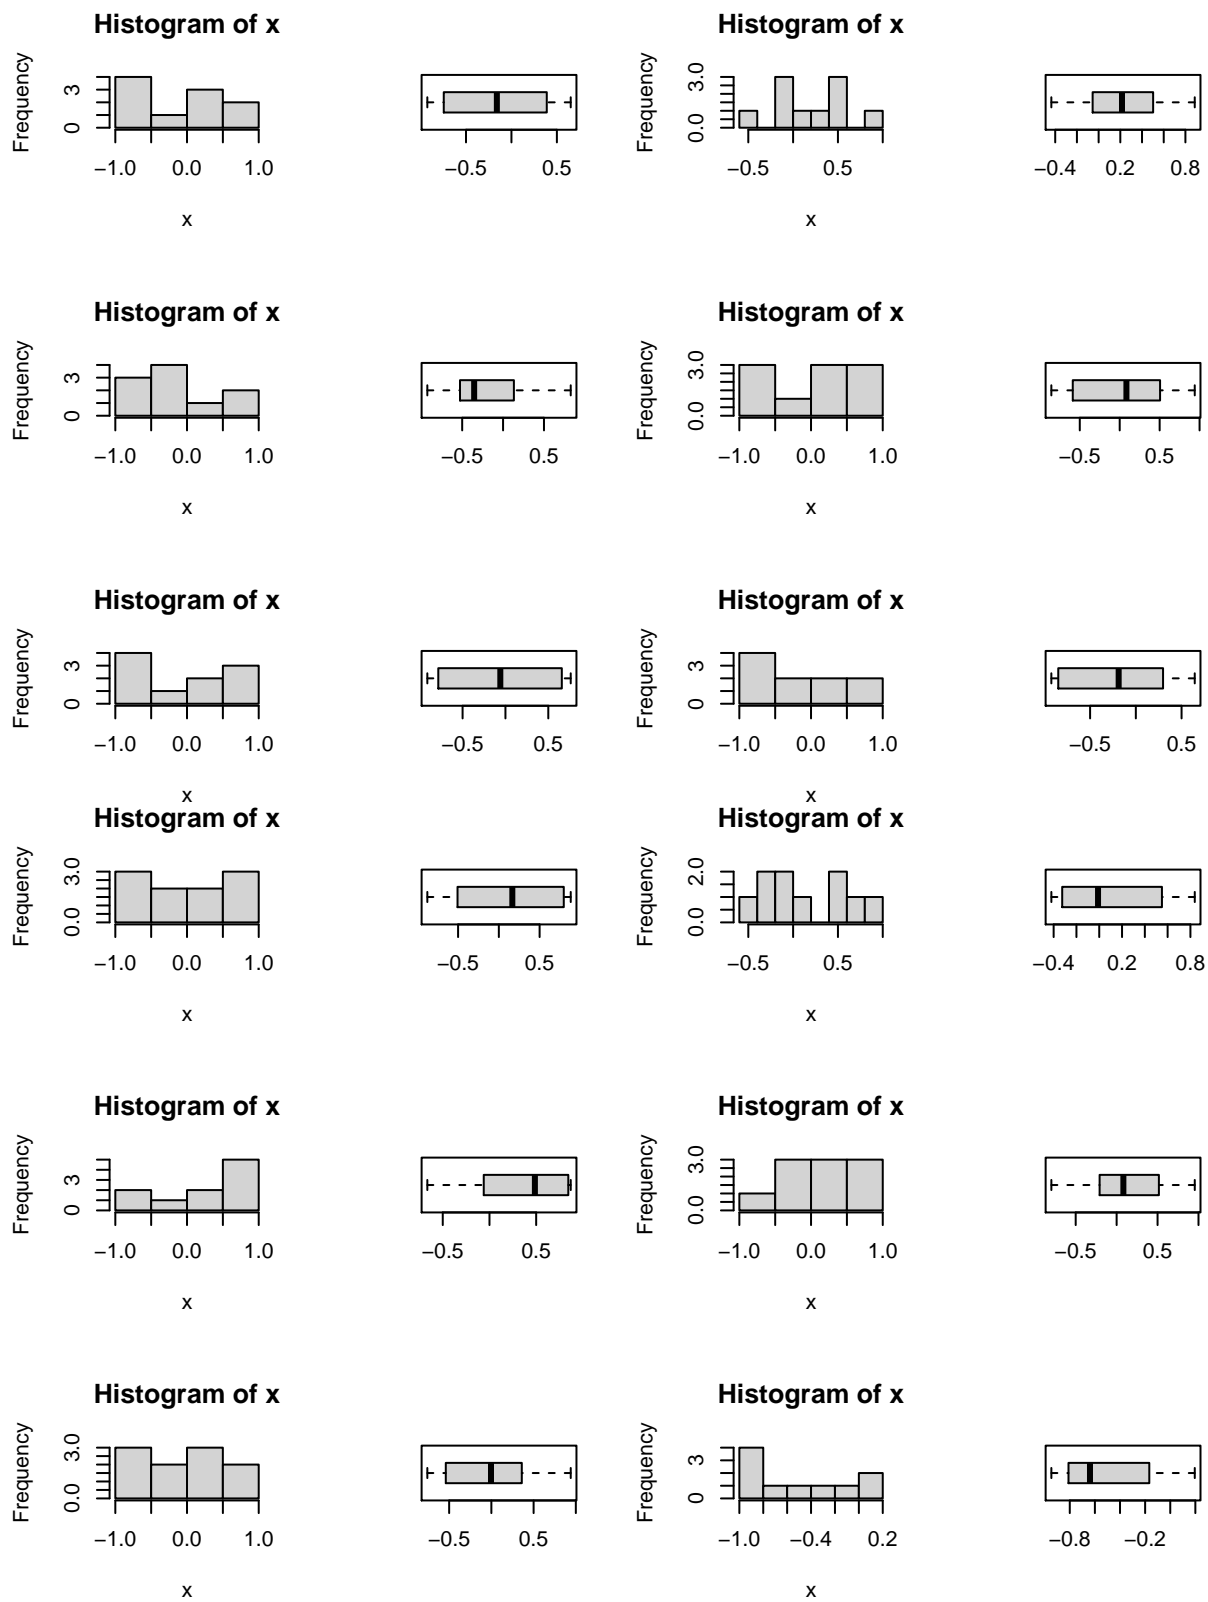 Histogram of x Histogram of x
Frequency 0 3 −1.0 0.0 1.0 x −0.5 0.5 Frequency 0.0 3.0 −0.5 0.5 x −0.4 0.2 0.8
Histogram of x Histogram of x
Frequency 0 3 −1.0 0.0 1.0 x −0.5 0.5 Frequency 0.0 3.0 −1.0 0.0 1.0 x −0.5 0.5
Histogram of x Histogram of x
Frequency 0 3 −1.0 0.0 1.0 x −0.5 0.5 Frequency 0 3 −1.0 0.0 1.0 x −0.5 0.5
Histogram of x Histogram of x
Frequency 0.0 3.0 −1.0 0.0 1.0 x −0.5 0.5 Frequency 0.0 2.0 −0.5 0.5 x −0.4 0.2 0.8
Histogram of x Histogram of x
Frequency 0 3 −1.0 0.0 1.0 x −0.5 0.5 Frequency 0.0 3.0 −1.0 0.0 1.0 x −0.5 0.5
Histogram of x Histogram of x
Frequency 0.0 3.0 −1.0 0.0 1.0 x −0.5 0.5 Frequency 0 3 −1.0 −0.4 0.2 x −0.8 −0.2